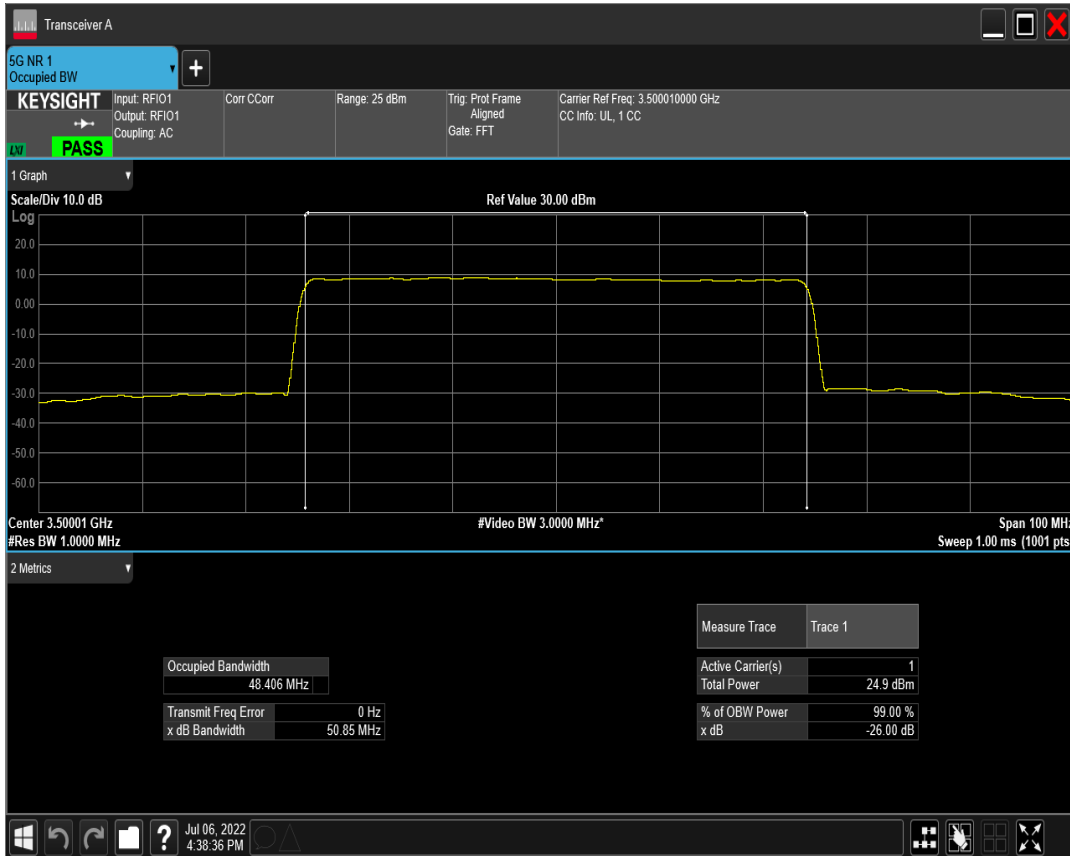 Transceiver A
5G NR 1
Occupied BW
+
KEYSIGHT
LXI
PASS
Input: RFIO1
Output: RFIO1
Coupling: AC
Corr CCorr
Range: 25 dBm
Trig: Prot Frame
Aligned
Gate: FFT
Carrier Ref Freq: 3.500010000 GHz
CC Info: UL, 1 CC
1 Graph
Scale/Div 10.0 dB
Ref Value 30.00 dBm
Log
20.0
10.0
0.00
-10.0
-20.0
-30.0
-40.0
-50.0
-60.0
Center 3.50001 GHz
#Video BW 3.0000 MHz*
Span 100 MHz
#Res BW 1.0000 MHz
Sweep 1.00 ms (1001 pts
2 Metrics
Measure Trace Trace 1
Occupied Bandwidth
48.406 MHz
Active Carrier(s) 1
Total Power 24.9 dBm
Transmit Freq Error 0 Hz
x dB Bandwidth 50.85 MHz
% of OBW Power 99.00 %
x dB -26.00 dB
?
Jul 06, 2022
4:38:36 PM